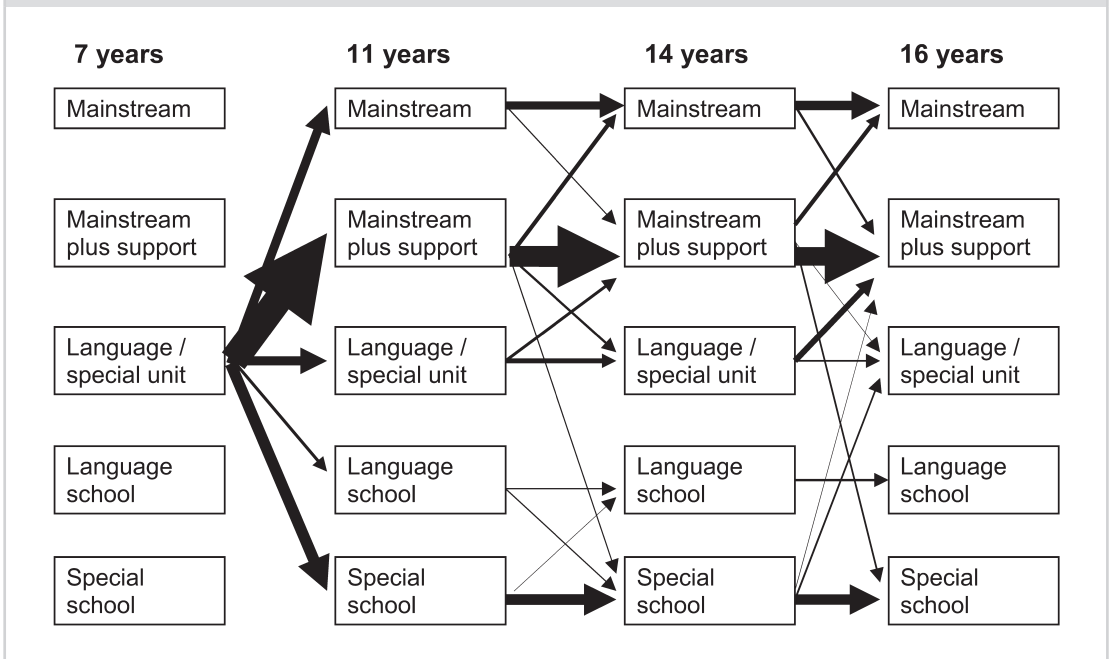 7 years
11 years
14 years
16 years
Mainstream
Mainstream
Mainstream
Mainstream
Mainstream
plus support
Mainstream
plus support
Mainstream
plus support
Mainstream
plus support
Language /
special unit
Language /
special unit
Language /
special unit
Language /
special unit
Language
school
Language
school
Language
school
Language
school
Special
school
Special
school
Special
school
Special
school